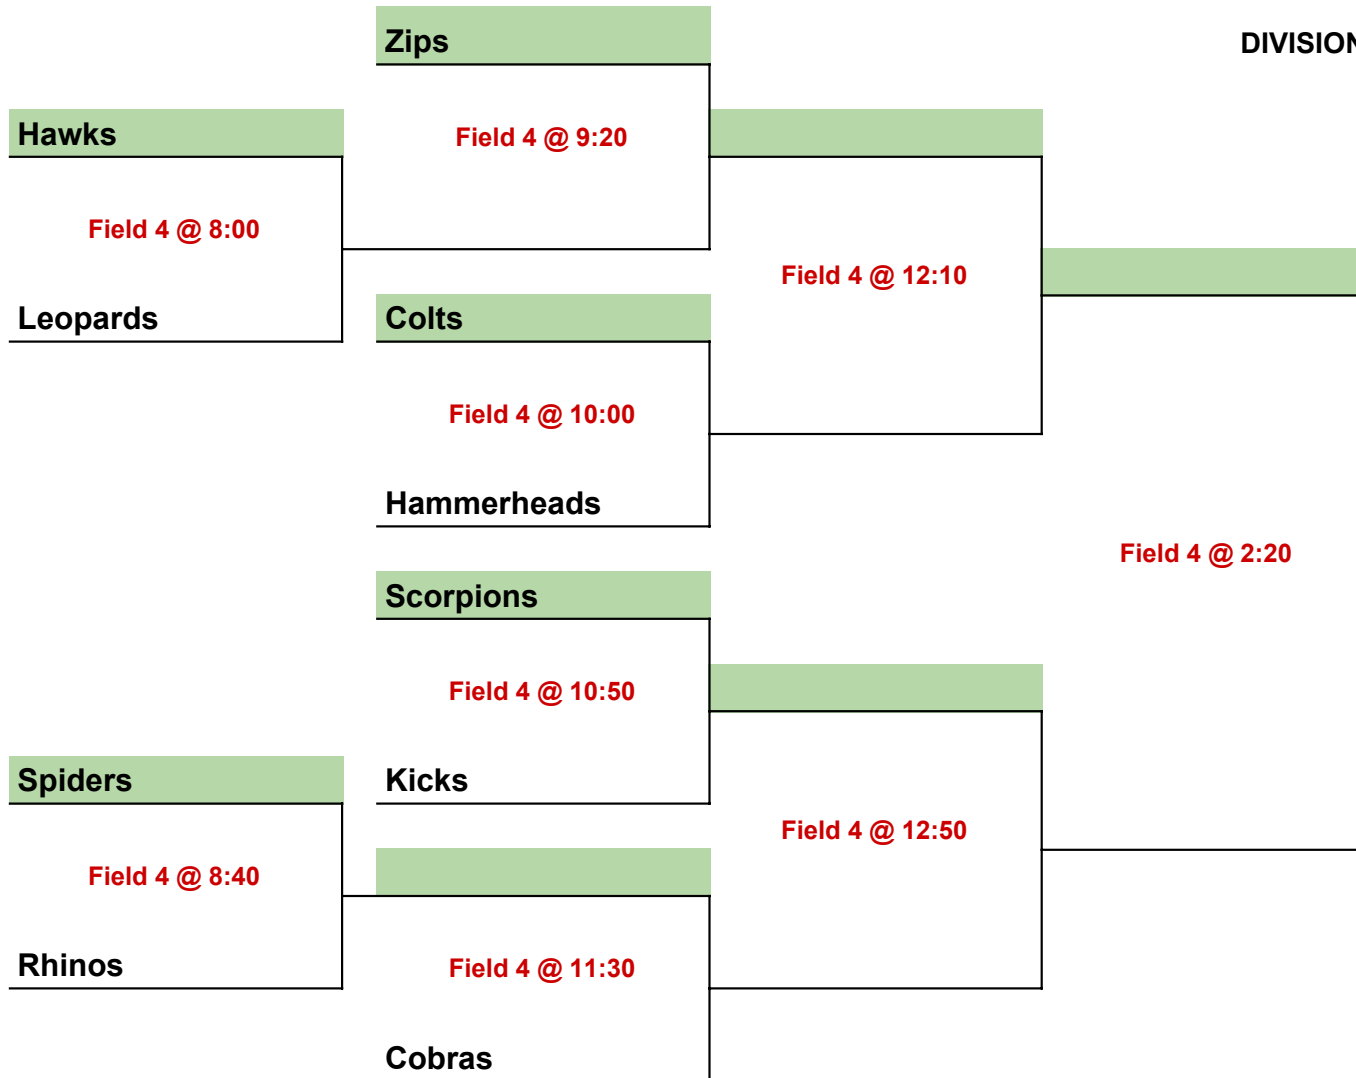 Zips
DIVISION
Hawks
Field 4 @ 9:20
Field 4 @ 8:00
Field 4 @ 12:10
Leopards
Colts
Field 4 @ 10:00
Hammerheads
Field 4 @ 2:20
Scorpions
Field 4 @ 10:50
Spiders
Kicks
Field 4 @ 12:50
Field 4 @ 8:40
Rhinos
Field 4 @ 11:30
Cobras